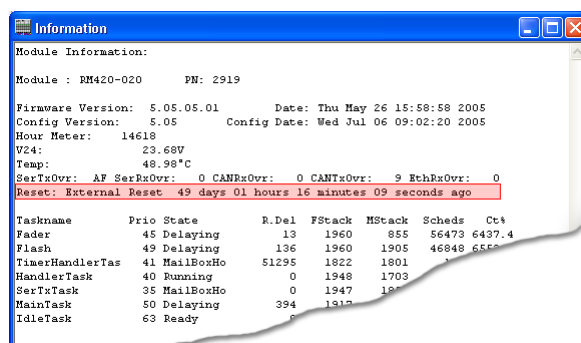 Information
Module Information:
Module : RM420-020 PN: 2919
Firmware Version: 5.05.05.01 Date: Thu May 26 15:58:58 2005
Config Version: 5.05 Config Date: Wed Jul 06 09:02:20 2005
Hour Meter: 14618
V24: 23.68V
Temp: 48.98°C
SerTxOvr: AF SerRxOvr: 0 CANRxOvr: 0 CANTxOvr: 9 EthRxOvr: 0
Reset: External Reset 49 days 01 hours 16 minutes 09 seconds ago
Taskname Prio State R.Del FStack MStack Scheds Ct%
Fader 45 Delaying 13 1960 855 56473 6437.4
Flash 49 Delaying 136 1960 1905 46848
TimerHandlerTas 41 MailBoxHo 51295 1822 1801
HandlerTask 40 Running 0 1948 1703
SerTxTask 35 MailBoxHo 0 1947
MainTask 50 Delaying 394
IdleTask 63 Ready